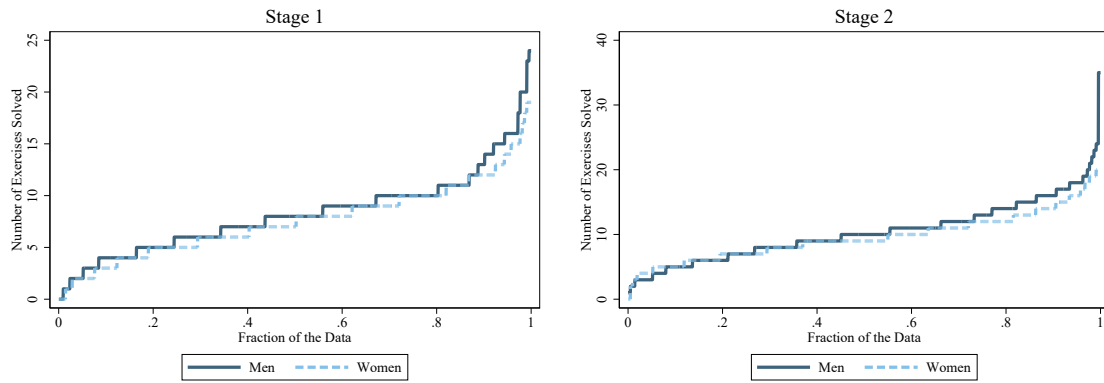 Stage 1
Number of Exercises Solved
25
20
15
10
5
0
0 .2 .4 .6 .8 1
Fraction of the Data
Men Women
Stage 2
Number of Exercises Solved
40
30
20
10
0
0 .2 .4 .6 .8 1
Fraction of the Data
Men Women